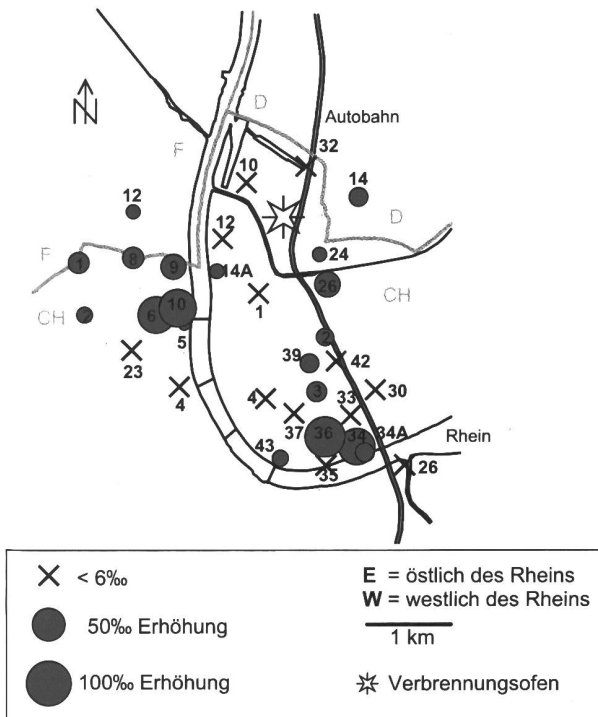 D
Autobahn
F
32
10
14
12
12
D
F
24
1
8
9
14A
26
CH
1
CH
2
6
10
5
2
23
39
42
4
4
3
30
33
37
36
34
34A
Rhein
43
35
26
< 6‰
50‰ Erhöhung
100‰ Erhöhung
E = östlich des Rheins
W = westlich des Rheins
1 km
Verbrennungsofen
N